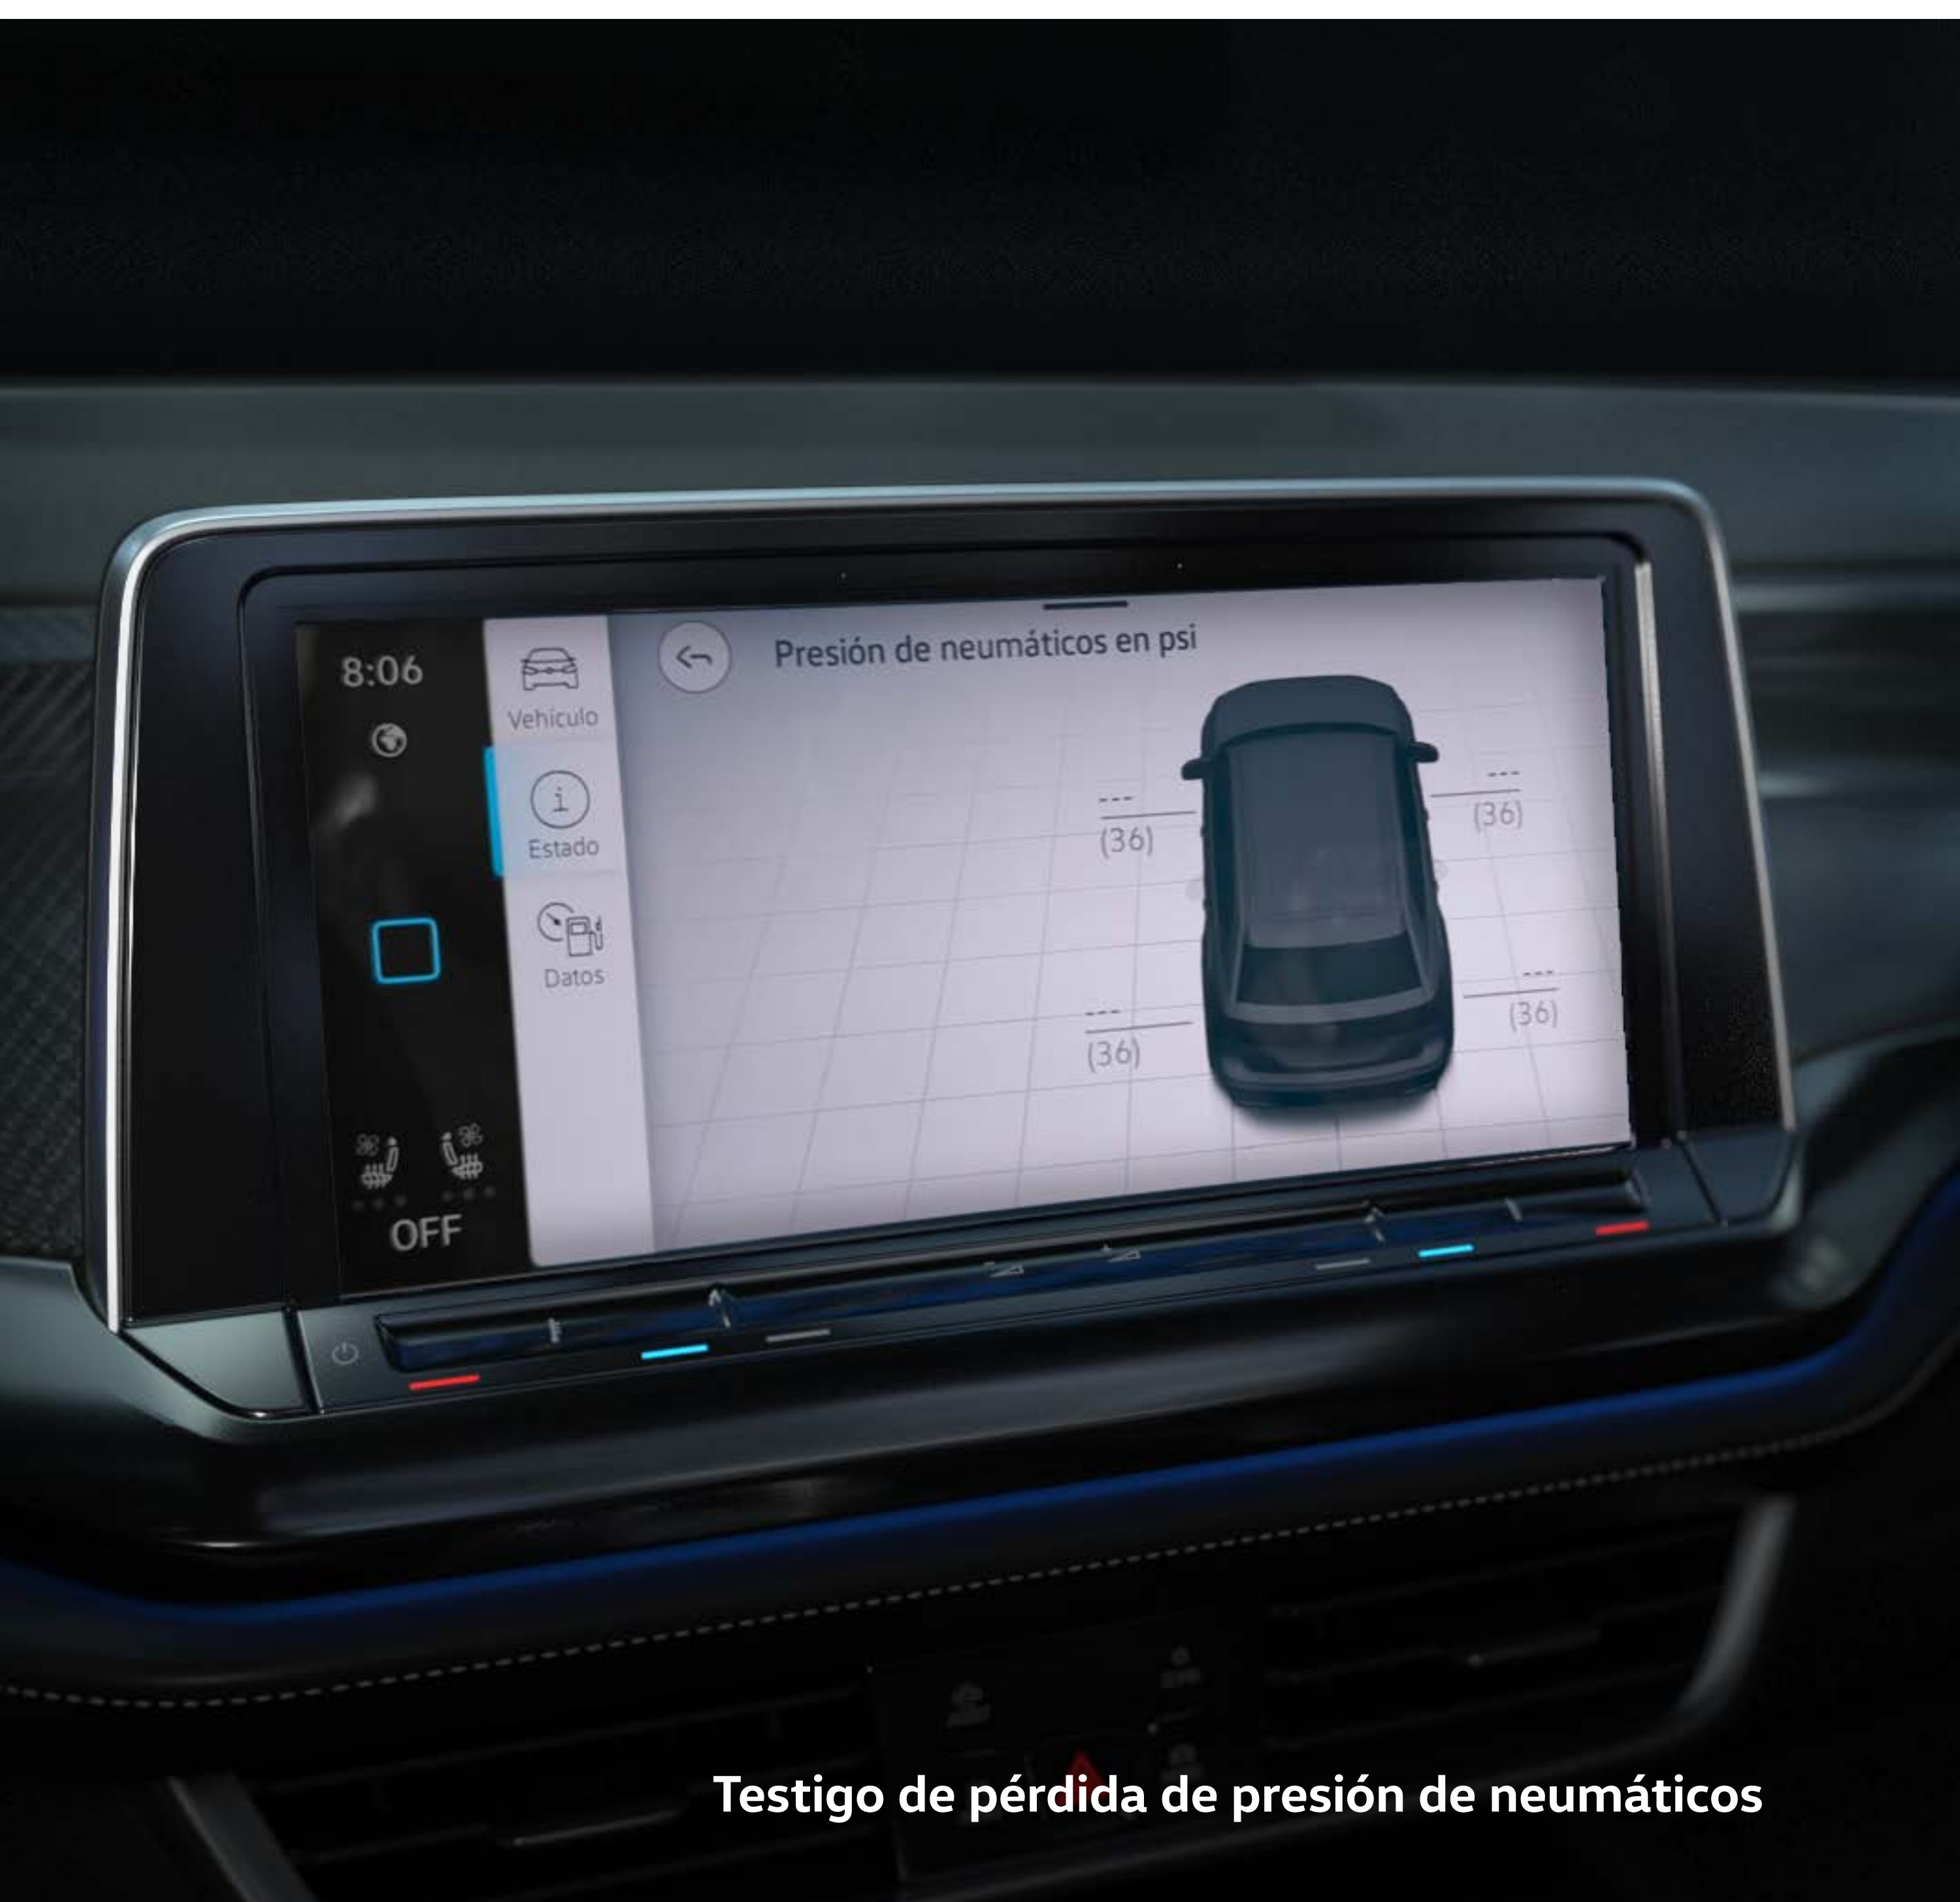 8:06
Vehículo
Estado
Datos
OFF
Presión de neumáticos en psi
---
(36)
---
(36)
---
(36)
---
(36)
Testigo de pérdida de presión de neumáticos